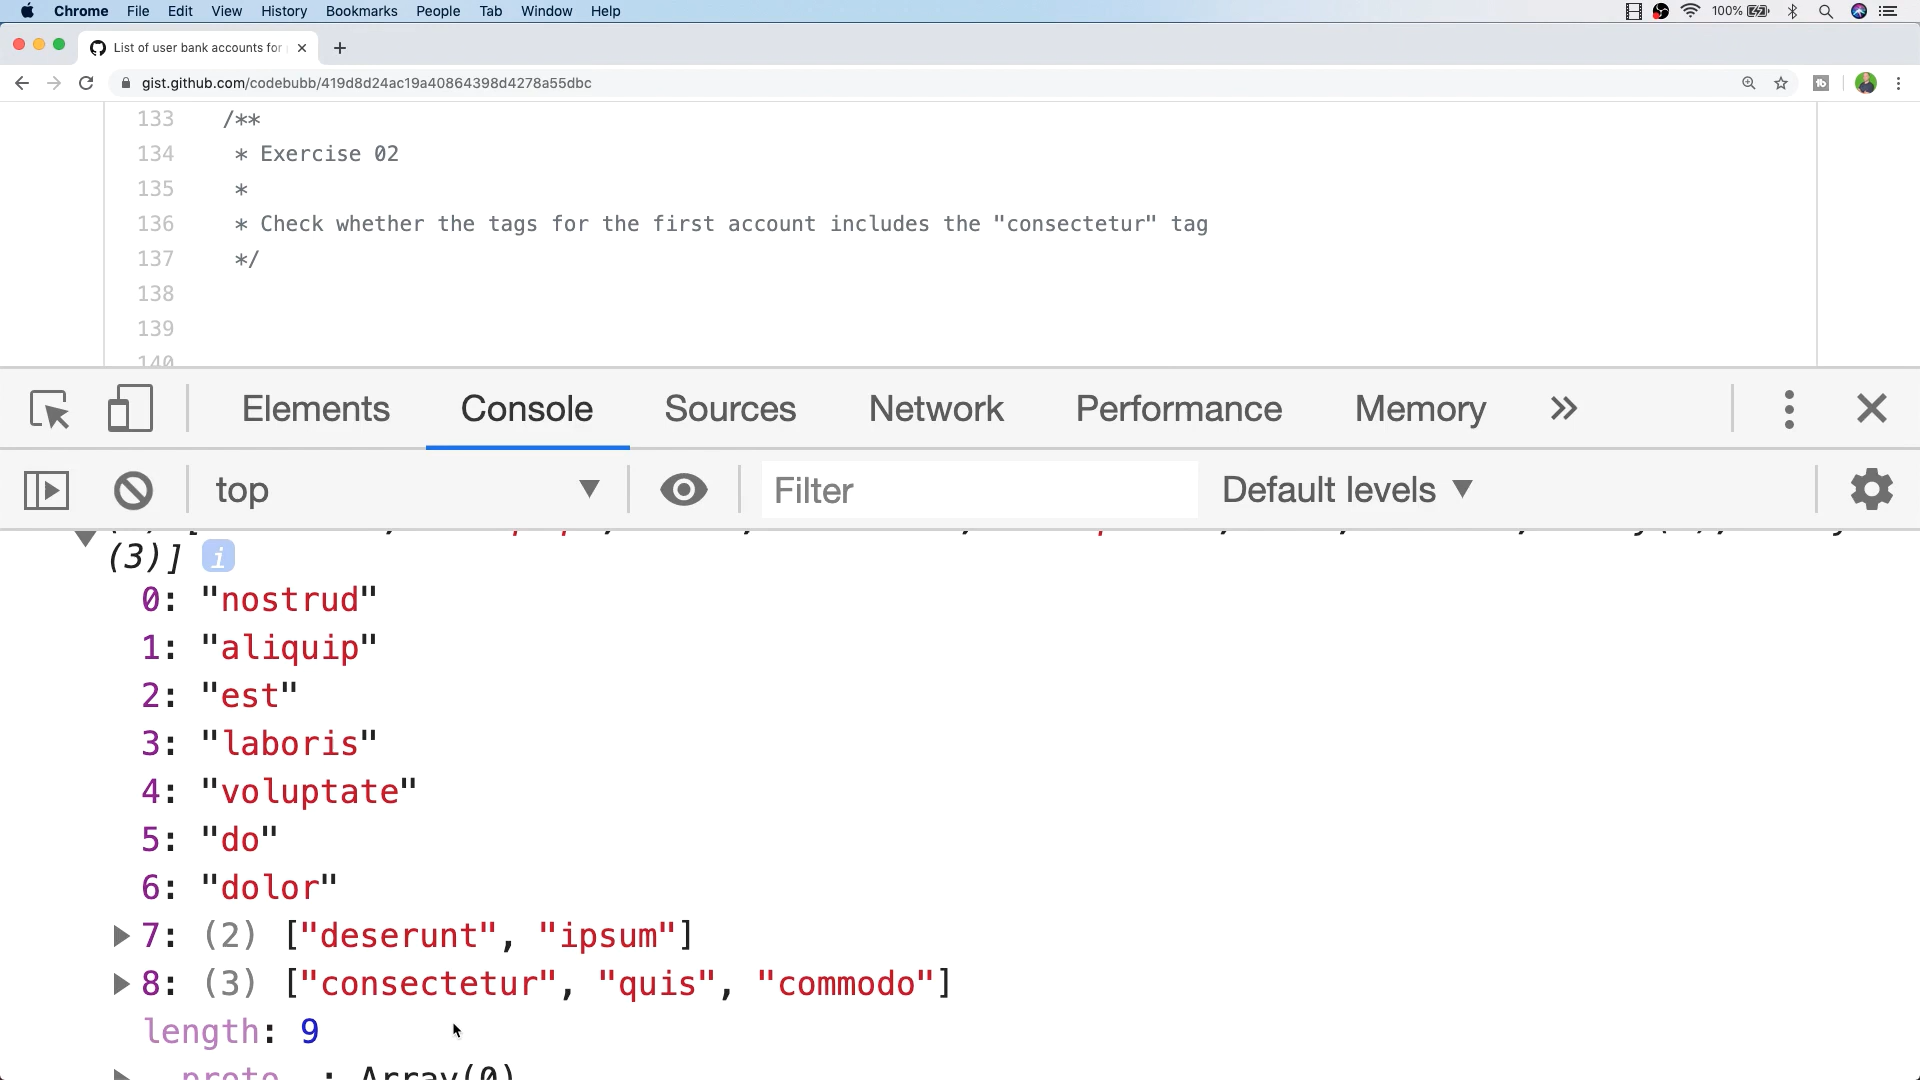 Chrome File Edit View History Bookmarks People Tab Window Help 100%
List of user bank accounts for
gist.github.com/codebubb/419d8d24ac19a40864398d4278a55dbc
133 /**
134 * Exercise 02
135 *
136 * Check whether the tags for the first account includes the "consectetur" tag
137 */
138
139
140
Elements Console Sources Network Performance Memory
top Filter Default levels
(3)] i
0: "nostrud"
1: "aliquip"
2: "est"
3: "laboris"
4: "voluptate"
5: "do"
6: "dolor"
7: (2) ["deserunt", "ipsum"]
8: (3) ["consectetur", "quis", "commodo"]
length: 9
__proto__: Array(0)